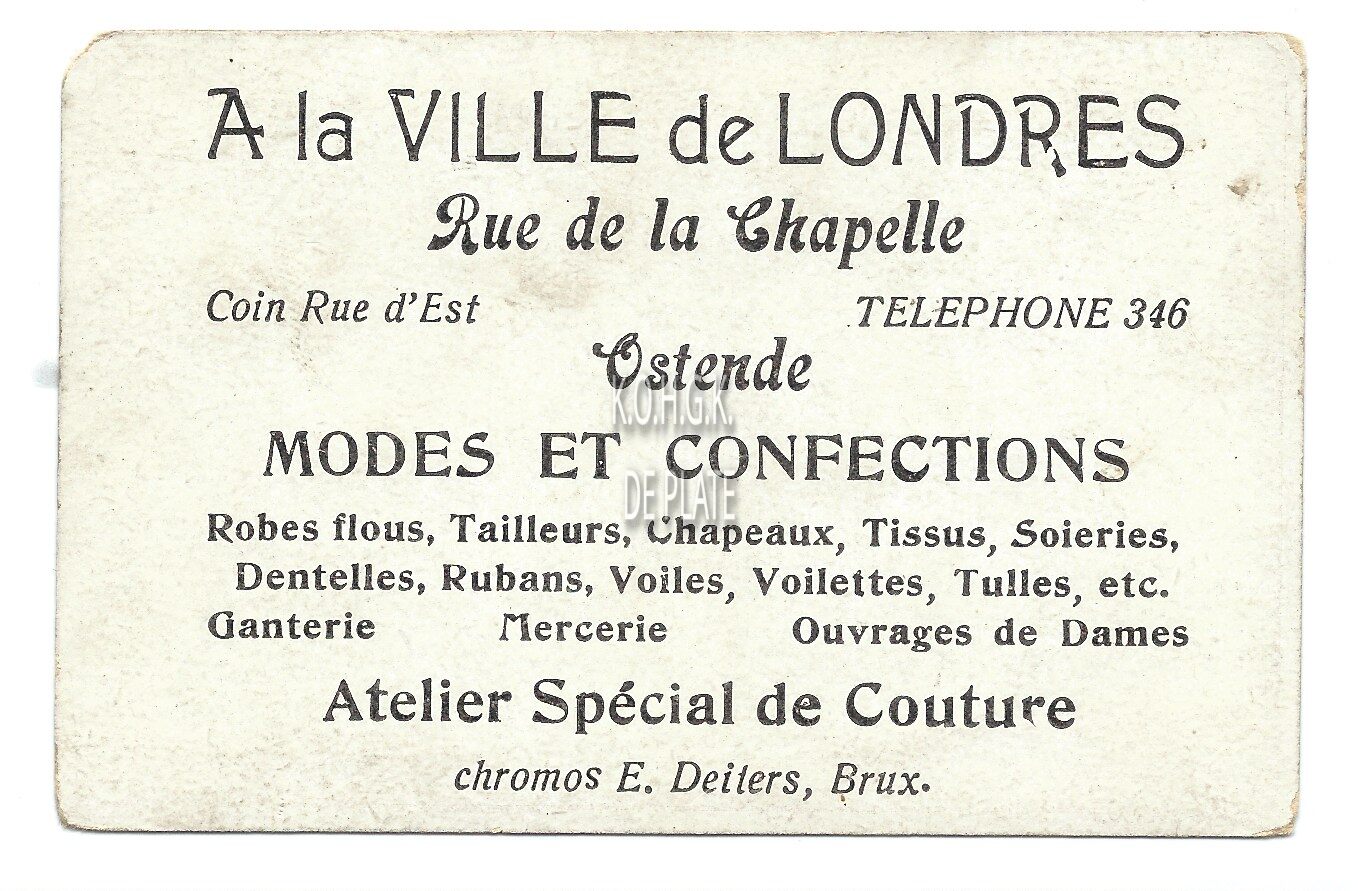 A la VILLE de LONDRES
Rue de la Chapelle
Coin Rue d'Est TELEPHONE 346
Ostende
K.O.H.G.K.
DE PLATE
MODES ET CONFECTIONS
Robes flous, Tailleurs, Chapeaux, Tissus, Soieries,
Dentelles, Rubans, Voiles, Voilettes, Tulles, etc.
Ganterie Mercerie Ouvrages de Dames
Atelier Spécial de Couture
chromos E. Deiters, Brux.